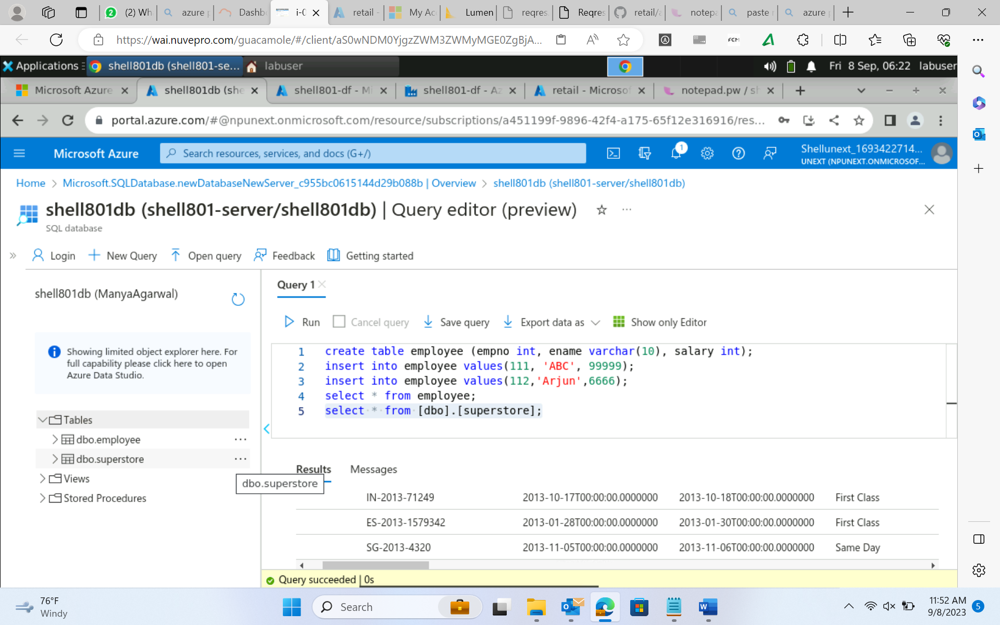 (2) Wh
azure p
Dashbo
i-0
retail -
My Ac
Lumen
reqres.
Reqres
retail/a
notepa
paste r
azure p
https://wai.nuvepro.com/guacamole/#/client/aS0wNDM0YjgzZWM3ZWMyMGE0ZgBjA...
Applications
shell801db (shell801-se...
labuser
Fri 8 Sep, 06:22 labuser
Microsoft Azure
shell801db (she
shell801-df - Mi
shell801-df - Az
retail - Microsof
notepad.pw / sh
portal.azure.com/#@npunext.onmicrosoft.com/resource/subscriptions/a451199f-9896-42f4-a175-65f12e316916/res...
Microsoft Azure
Search resources, services, and docs (G+/)
1
Shellunext_1693422714...
UNEXT (NPUNEXT.ONMICROSOF...
Home > Microsoft.SQLDatabase.newDatabaseNewServer_c955bc0615144d29b088b | Overview > shell801db (shell801-server/shell801db)
shell801db (shell801-server/shell801db) | Query editor (preview)
SQL database
Login
New Query
Open query
Feedback
Getting started
shell801db (ManyaAgarwal)
Showing limited object explorer here. For
full capability please click here to open
Azure Data Studio.
Tables
dbo.employee
dbo.superstore
Views
Stored Procedures
dbo.superstore
Query 1
Run
Cancel query
Save query
Export data as
Show only Editor
1 create table employee (empno int, ename varchar(10), salary int);
2 insert into employee values(111, 'ABC', 99999);
3 insert into employee values(112,'Arjun',6666);
4 select * from employee;
5 select * from [dbo].[superstore];
Results
Messages
IN-2013-71249 2013-10-17T00:00:00.0000000 2013-10-18T00:00:00.0000000 First Class
ES-2013-1579342 2013-01-28T00:00:00.0000000 2013-01-30T00:00:00.0000000 First Class
SG-2013-4320 2013-11-05T00:00:00.0000000 2013-11-06T00:00:00.0000000 Same Day
Query succeeded | 0s
76°F
Windy
Search
11:52 AM
9/8/2023
5